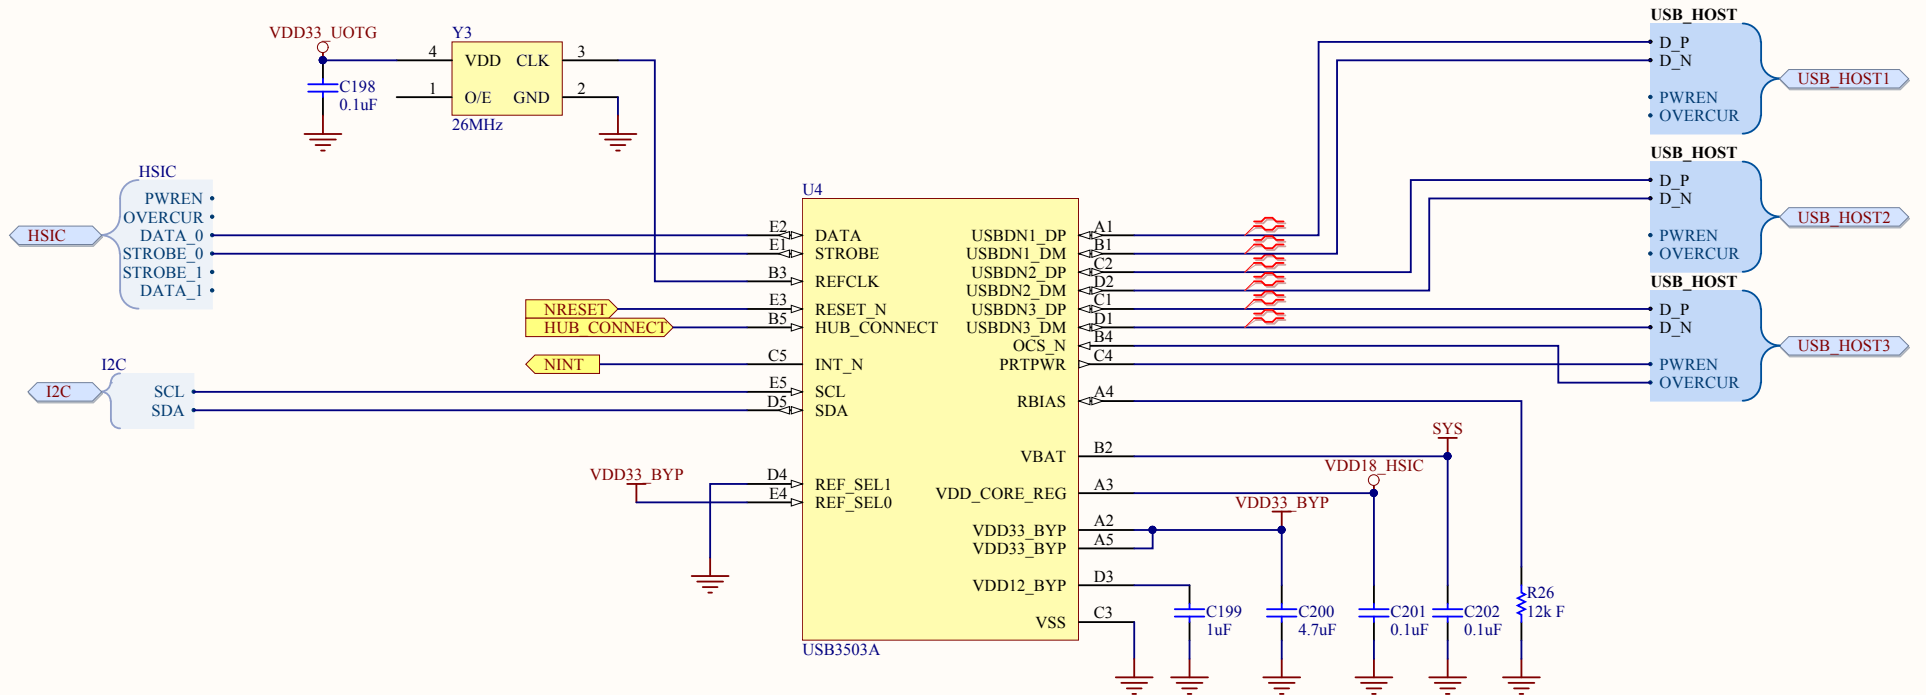 VDD33_UOTG
C198
0.1uF
Y3
4
VDD
CLK
3
1
O/E
GND
2
26MHz
HSIC
HSIC
PWREN
OVERCUR
DATA_0
STROBE_0
STROBE_1
DATA_1
I2C
I2C
SCL
SDA
NRESET
HUB_CONNECT
NINT
VDD33_BYP
U4
E2
DATA
E1
STROBE
B3
REFCLK
E3
RESET_N
B5
HUB_CONNECT
C5
INT_N
E5
SCL
D5
SDA
D4
REF_SEL1
E4
REF_SEL0
USBDN1_DP
A1
USBDN1_DM
B1
USBDN2_DP
C2
USBDN2_DM
D2
USBDN3_DP
C1
USBDN3_DM
D1
OCS_N
B4
PRTPWR
C4
RBIAS
A4
VBAT
B2
VDD_CORE_REG
A3
VDD33_BYP
A2
VDD33_BYP
A5
VDD12_BYP
D3
VSS
C3
USB3503A
SYS
VDD18_HSIC
VDD33_BYP
C199
1uF
C200
4.7uF
C201
0.1uF
C202
0.1uF
R26
12k F
USB_HOST
D_P
D_N
PWREN
OVERCUR
USB_HOST1
USB_HOST
D_P
D_N
PWREN
OVERCUR
USB_HOST2
USB_HOST
D_P
D_N
PWREN
OVERCUR
USB_HOST3